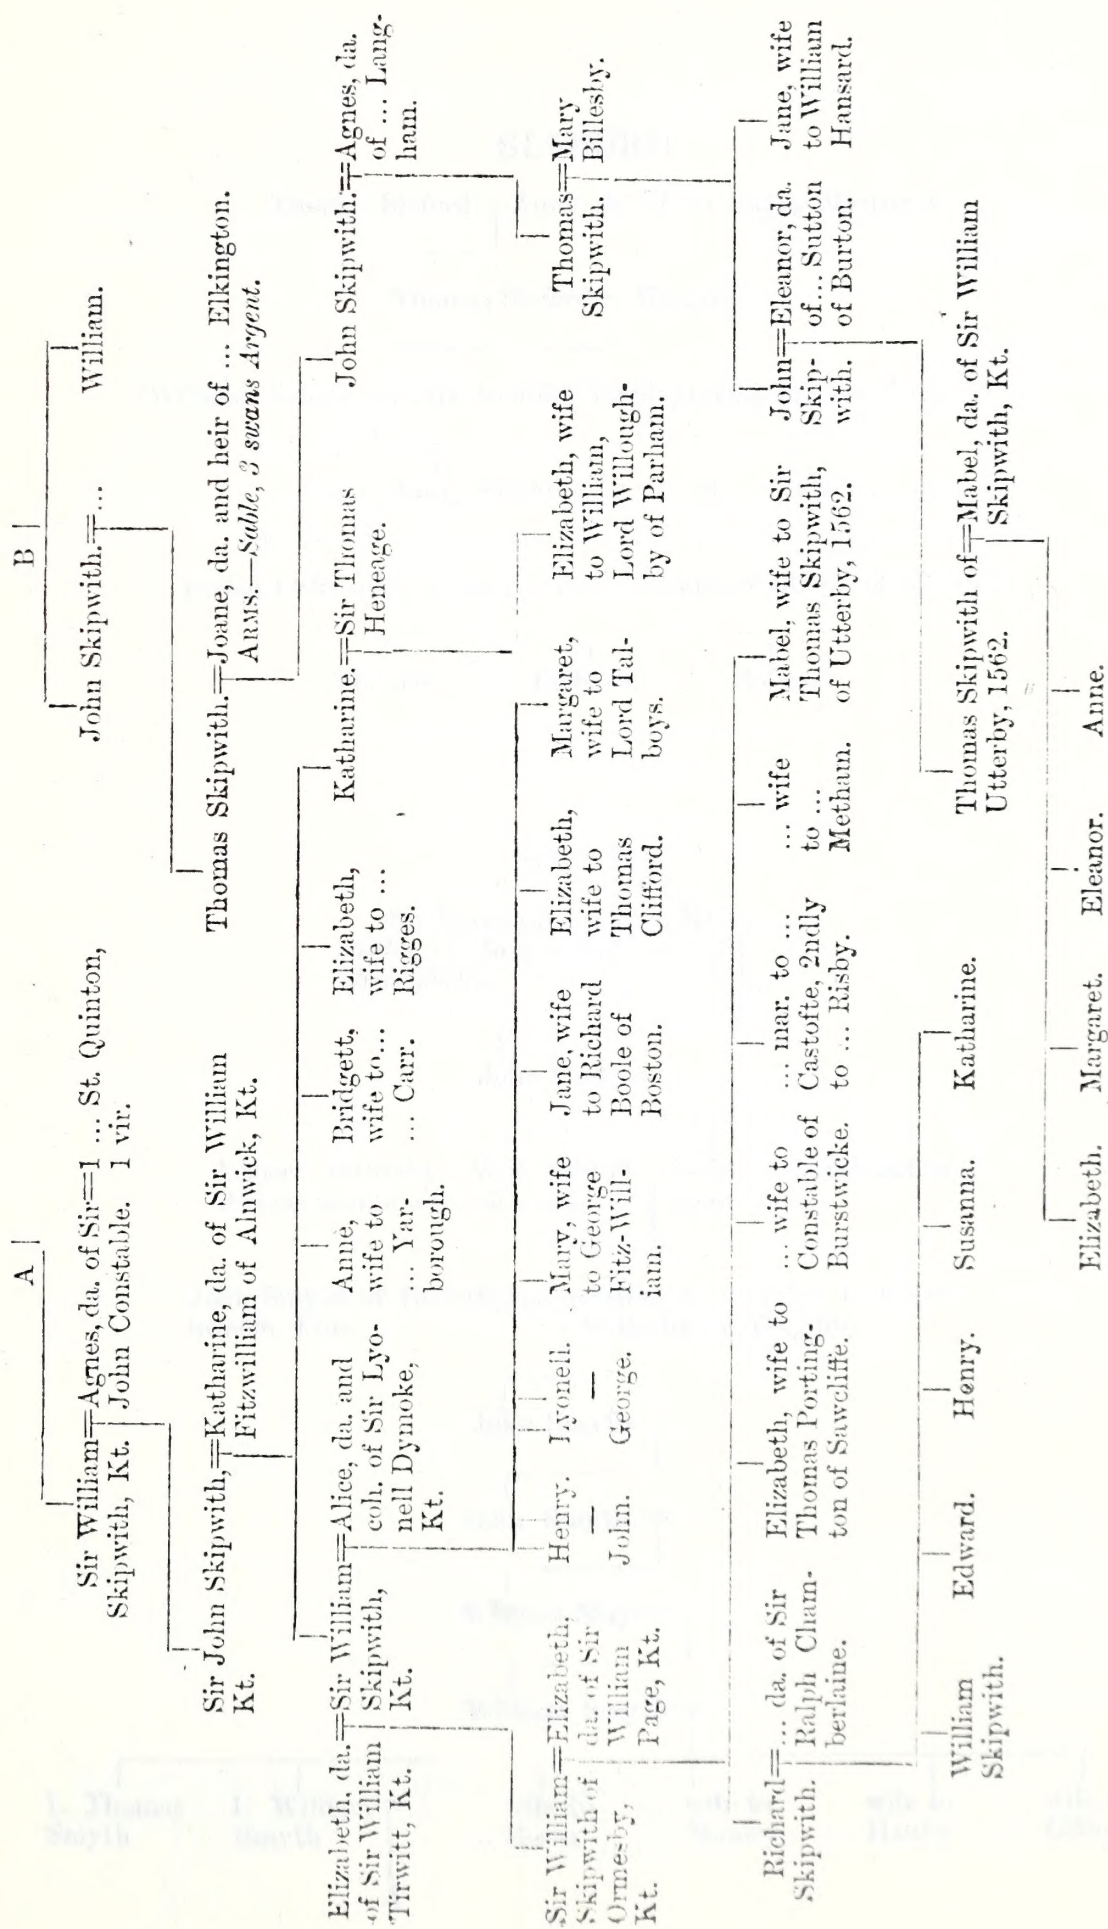 A
B
Sir William=Agnes, da. of Sir=1 ... St. Quinton,
Skipwith, Kt. John Constable. 1 vir.
John Skipwith.=...
William.
Sir John Skipwith,=Katharine, da. of Sir William
Kt. Fitzwilliam of Alnwick, Kt.
Thomas Skipwith.=Joane, da. and heir of ... Elkington.
ARMS.—Sable, 3 swans Argent.
Elizabeth, da.=Sir William=Alice, da. and
of Sir William Skipwith, coh. of Sir Lyo-
Tirwitt, Kt. Kt. nell Dymoke,
Kt.
Anne,
wife to
... Yar-
borough.
Bridgett,
wife to ...
... Carr.
Elizabeth,
wife to ...
Rigges.
Katharine.=Sir Thomas
Heneage.
John Skipwith.=Agnes, da.
of ... Lang-
ham.
Sir William=Elizabeth,
Skipwith of da. of Sir
Ormesby, William
Kt. Page, Kt.
Henry.
—
John.
Lyonell.
—
George.
Mary, wife
to George
Fitz-Will-
iam.
Jane, wife
to Richard
Boole of
Boston.
Elizabeth,
wife to
Thomas
Clifford.
Margaret,
wife to
Lord Tal-
boys.
Elizabeth, wife
to William,
Lord Willough-
by of Parham.
Thomas=Mary
Skipwith. Billesby.
Richard=... da. of Sir
Skipwith. Ralph Cham-
berlaine.
Elizabeth, wife to
Thomas Porting-
ton of Sawcliffe.
... wife to
Constable of
Burstwicke.
... mar. to ...
Castofte, 2ndly
to ... Risby.
... wife
to ...
Metham.
Mabel, wife to Sir
Thomas Skipwith,
of Utterby, 1562.
John=Eleanor, da.
Skip- of ... Sutton
with. of Burton.
Jane, wife
to William
Hansard.
William
Skipwith.
Edward.
Henry.
Susanna.
Katharine.
Thomas Skipwith of=Mabel, da. of Sir William
Utterby, 1562. Skipwith, Kt.
Elizabeth.
Margaret.
Eleanor.
Anne.